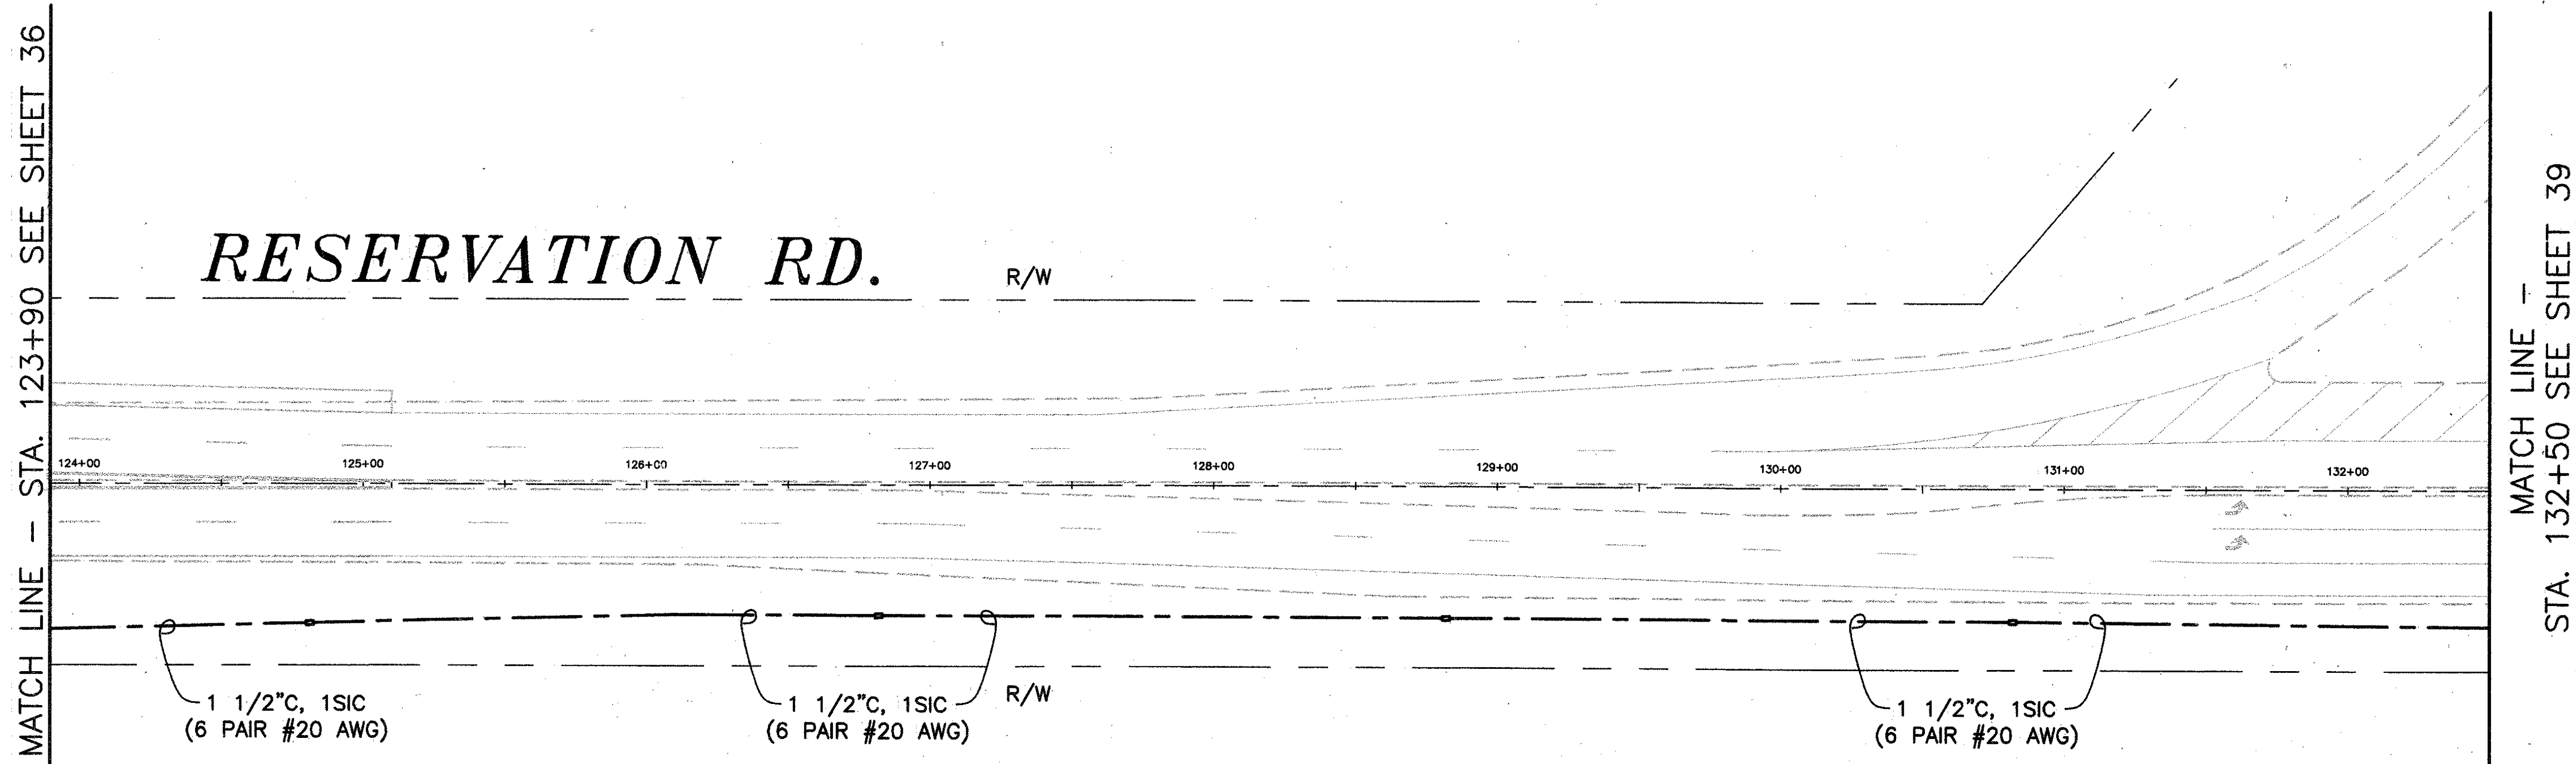 MATCH LINE – STA. 123+90 SEE SHEET 36
RESERVATION RD.
R/W
124+00 125+00 126+00 127+00 128+00 129+00 130+00 131+00 132+00
1 1/2"C, 1SIC
(6 PAIR #20 AWG)
1 1/2"C, 1SIC
(6 PAIR #20 AWG)
R/W
1 1/2"C, 1SIC
(6 PAIR #20 AWG)
MATCH LINE –
STA. 132+50 SEE SHEET 39